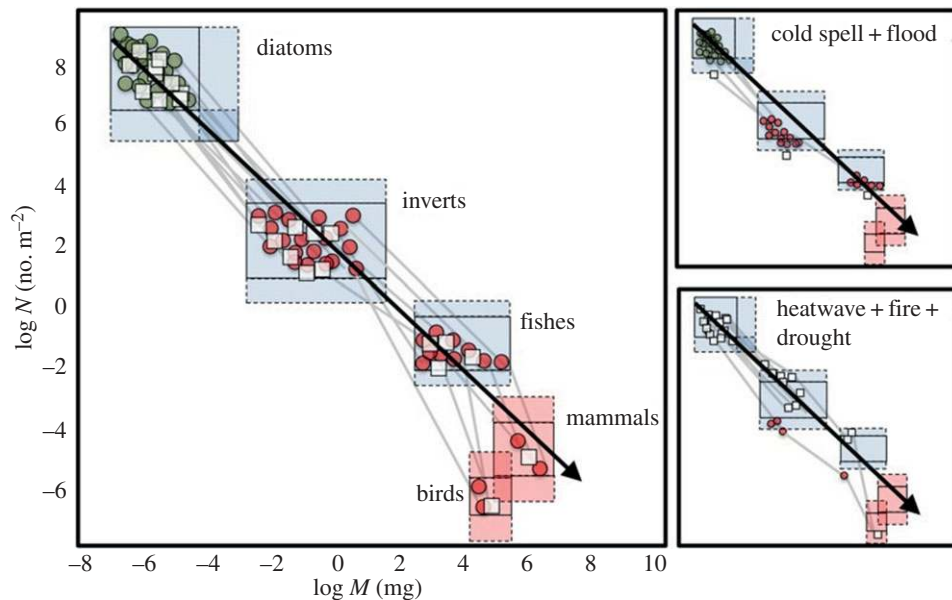 diatoms
inverts
fishes
mammals
birds
8
6
4
2
0
−2
−4
−6
log N (no. m−2)
−8
−6
−4
−2
0
2
4
6
8
10
log M (mg)
cold spell + flood
heatwave + fire +
drought